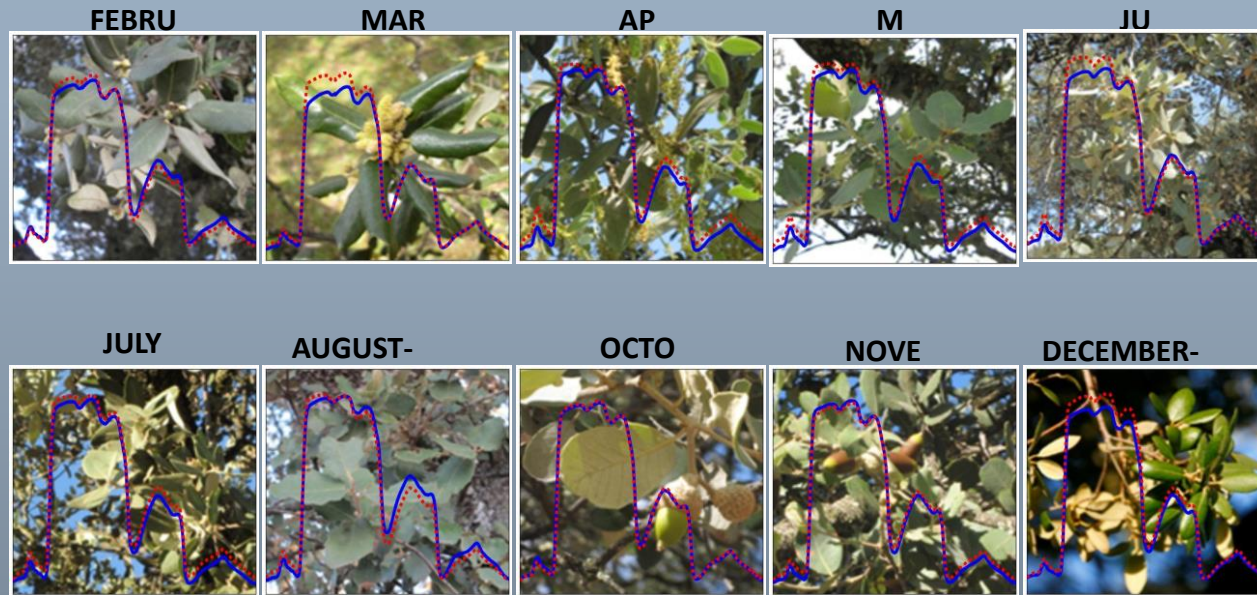 FEBRU
MAR
AP
M
JU
JULY
AUGUST-
OCTO
NOVE
DECEMBER-